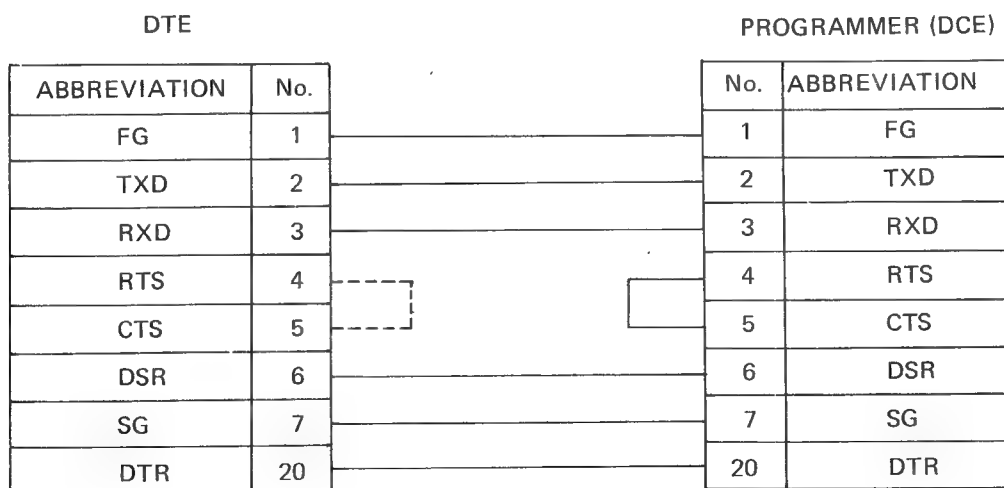 DTE PROGRAMMER (DCE)
ABBREVIATION No. No. ABBREVIATION
FG 1 1 FG
TXD 2 2 TXD
RXD 3 3 RXD
RTS 4 4 RTS
CTS 5 5 CTS
DSR 6 6 DSR
SG 7 7 SG
DTR 20 20 DTR